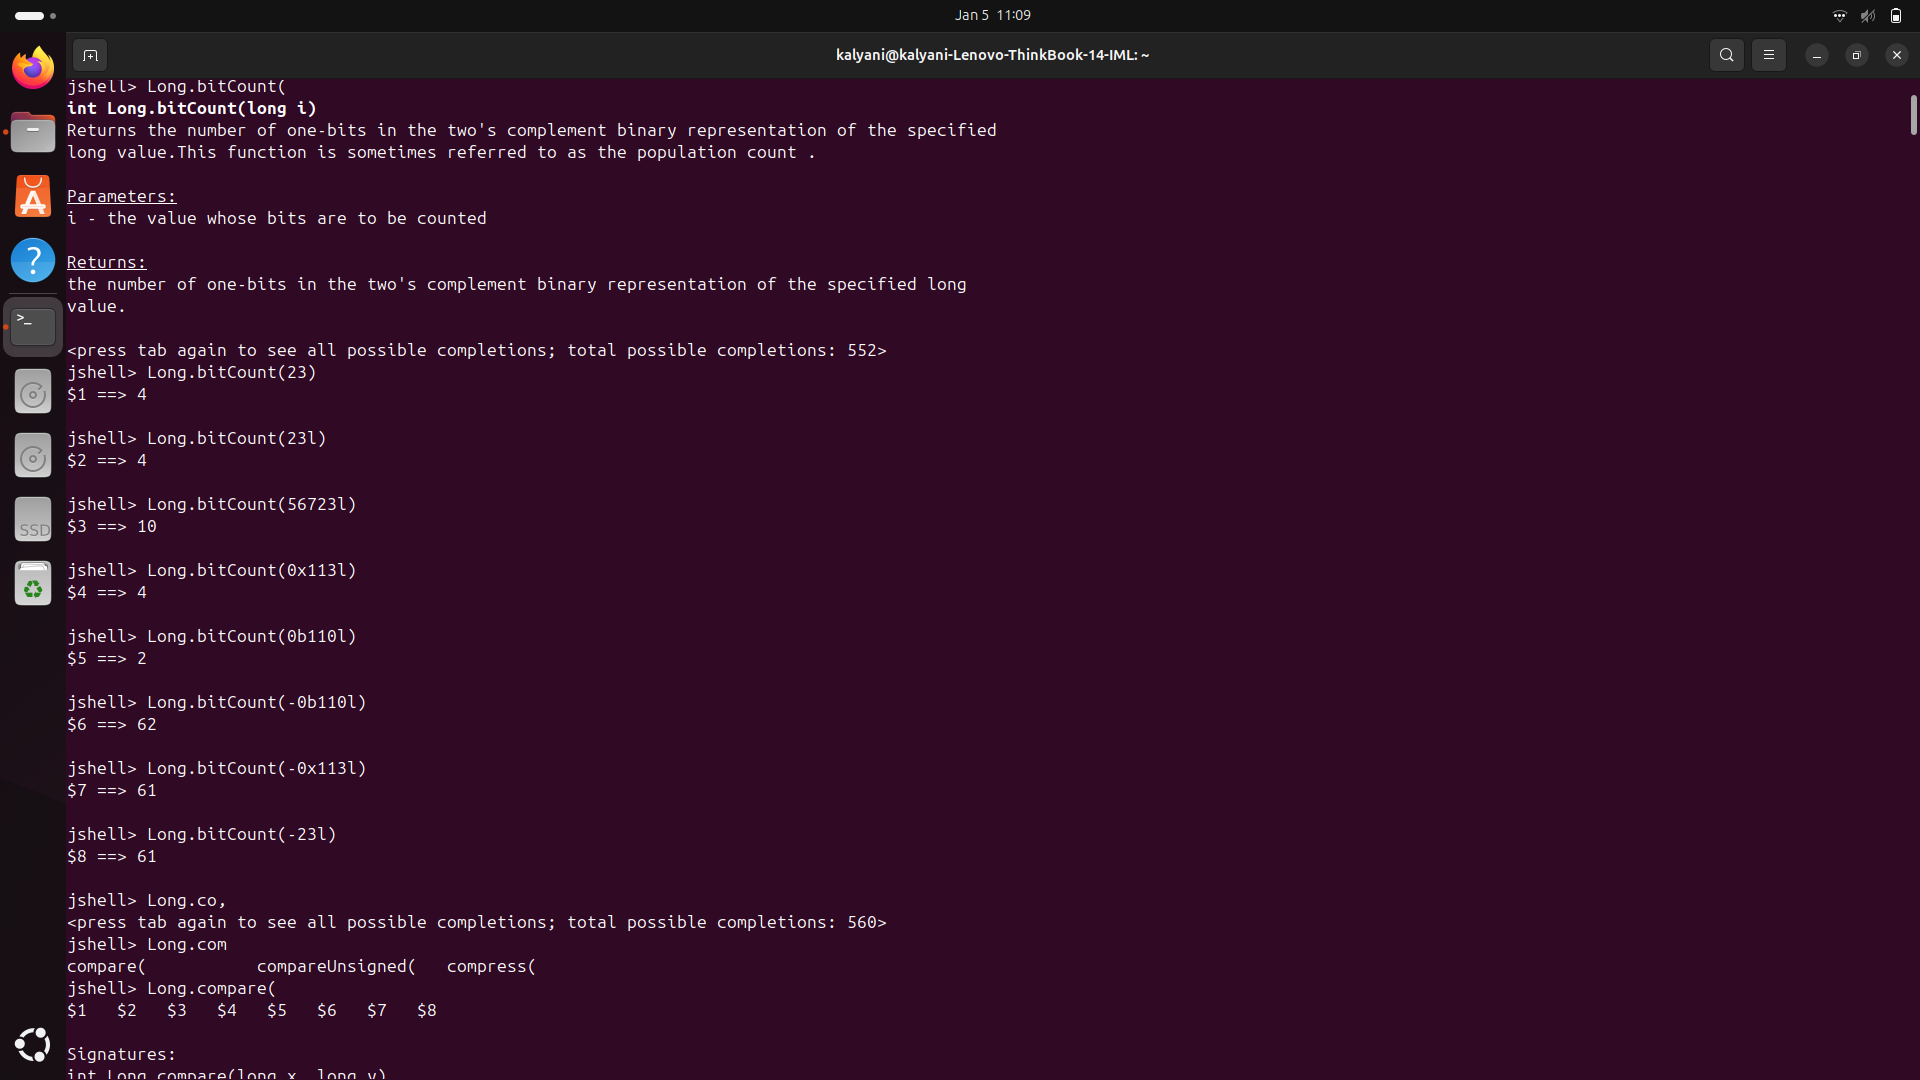 Jan 5 11:09
kalyani@kalyani-Lenovo-ThinkBook-14-IML: ~
jshell> Long.bitCount(
int Long.bitCount(long i)
Returns the number of one-bits in the two's complement binary representation of the specified
long value.This function is sometimes referred to as the population count .
Parameters:
i - the value whose bits are to be counted
Returns:
the number of one-bits in the two's complement binary representation of the specified long
value.
<press tab again to see all possible completions; total possible completions: 552>
jshell> Long.bitCount(23)
$1 ==> 4
jshell> Long.bitCount(23l)
$2 ==> 4
jshell> Long.bitCount(56723l)
$3 ==> 10
jshell> Long.bitCount(0x113l)
$4 ==> 4
jshell> Long.bitCount(0b110l)
$5 ==> 2
jshell> Long.bitCount(-0b110l)
$6 ==> 62
jshell> Long.bitCount(-0x113l)
$7 ==> 61
jshell> Long.bitCount(-23l)
$8 ==> 61
jshell> Long.co,
<press tab again to see all possible completions; total possible completions: 560>
jshell> Long.com
compare( compareUnsigned( compress(
jshell> Long.compare(
$1 $2 $3 $4 $5 $6 $7 $8
Signatures:
int Long.compare(long x, long y)
SSD